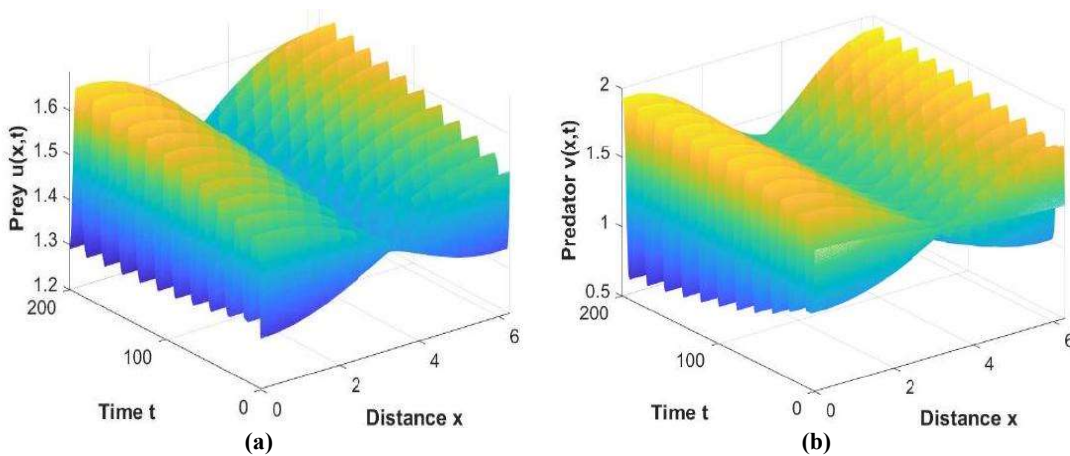 1.6
1.5
1.4
1.3
1.2
Prey u(x,t)
200
100
0
Time t
0
2
4
6
Distance x
(a)
2
1.5
1
0.5
Predator v(x,t)
200
100
0
Time t
0
2
4
6
Distance x
(b)